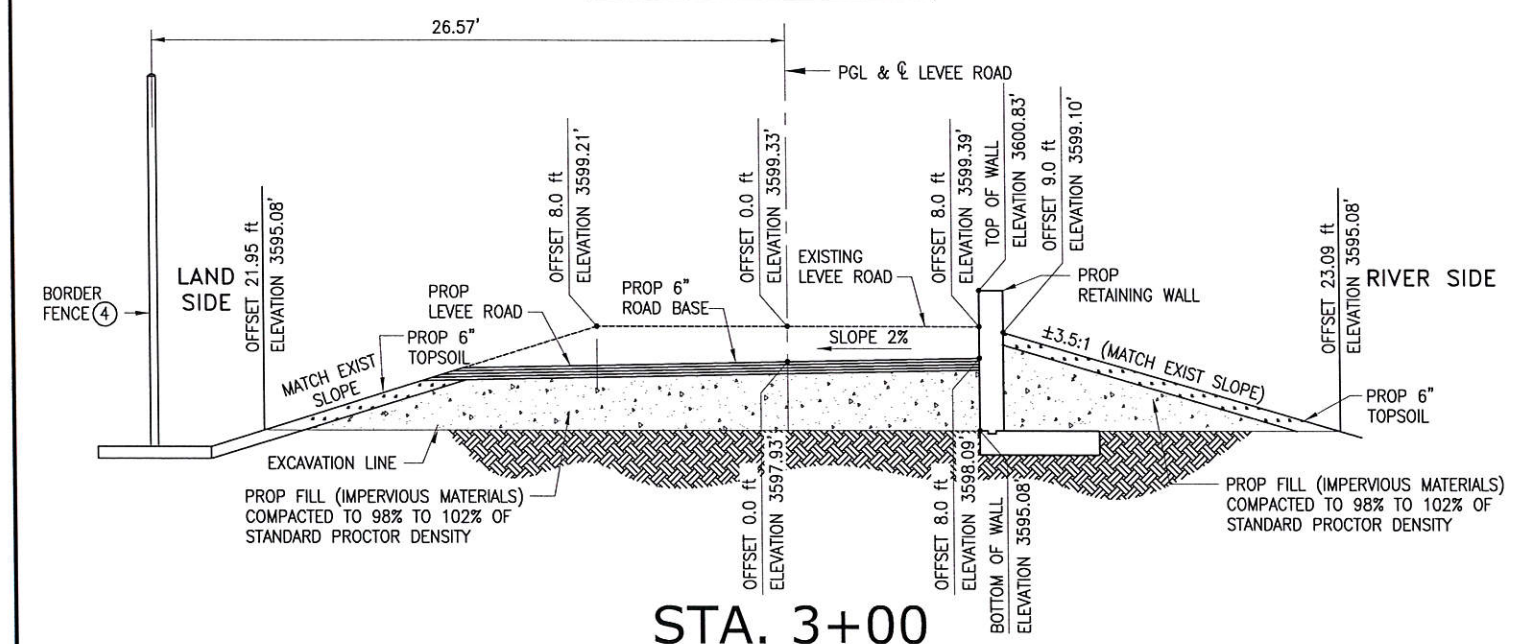 26.57'
PGL & ℄ LEVEE ROAD
OFFSET 21.95 ft
ELEVATION 3595.08'
OFFSET 8.0 ft
ELEVATION 3599.21'
OFFSET 0.0 ft
ELEVATION 3599.33'
OFFSET 8.0 ft
ELEVATION 3599.39'
TOP OF WALL
ELEVATION 3600.83'
OFFSET 9.0 ft
ELEVATION 3599.10'
OFFSET 23.09 ft
ELEVATION 3595.08'
LAND
SIDE
RIVER SIDE
BORDER
FENCE 4
PROP
LEVEE ROAD
PROP 6"
ROAD BASE
EXISTING
LEVEE ROAD
PROP
RETAINING WALL
PROP 6"
TOPSOIL
SLOPE 2%
±3.5:1 (MATCH EXIST SLOPE)
MATCH EXIST
SLOPE
PROP 6"
TOPSOIL
EXCAVATION LINE
PROP FILL (IMPERVIOUS MATERIALS)
COMPACTED TO 98% TO 102% OF
STANDARD PROCTOR DENSITY
OFFSET 0.0 ft
ELEVATION 3597.93'
OFFSET 8.0 ft
ELEVATION 3598.09'
BOTTOM OF WALL
ELEVATION 3595.08'
PROP FILL (IMPERVIOUS MATERIALS)
COMPACTED TO 98% TO 102% OF
STANDARD PROCTOR DENSITY
STA. 3+00